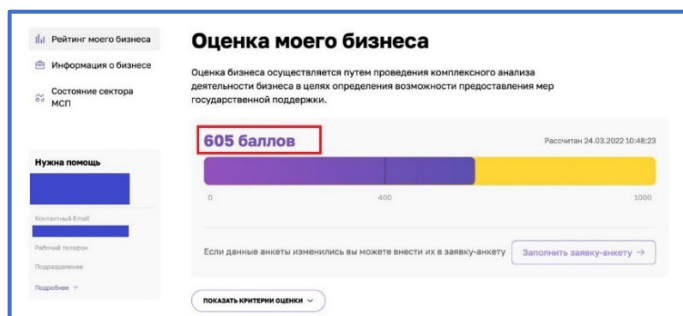 Рейтинг моего бизнеса
Информация о бизнесе
Состояние сектора
МСП
Нужна помощь
Контактный Email
Рабочий телефон
Подразделение
Подробнее
Оценка моего бизнеса
Оценка бизнеса осуществляется путем проведения комплексного анализа
деятельности бизнеса в целях определения возможности предоставления мер
государственной поддержки.
605 баллов
Рассчитан 24.03.2022 10:48:23
0 400 1000
Если данные анкеты изменились вы можете внести их в заявку-анкету
Заполнить заявку-анкету →
ПОКАЗАТЬ КРИТЕРИИ ОЦЕНКИ